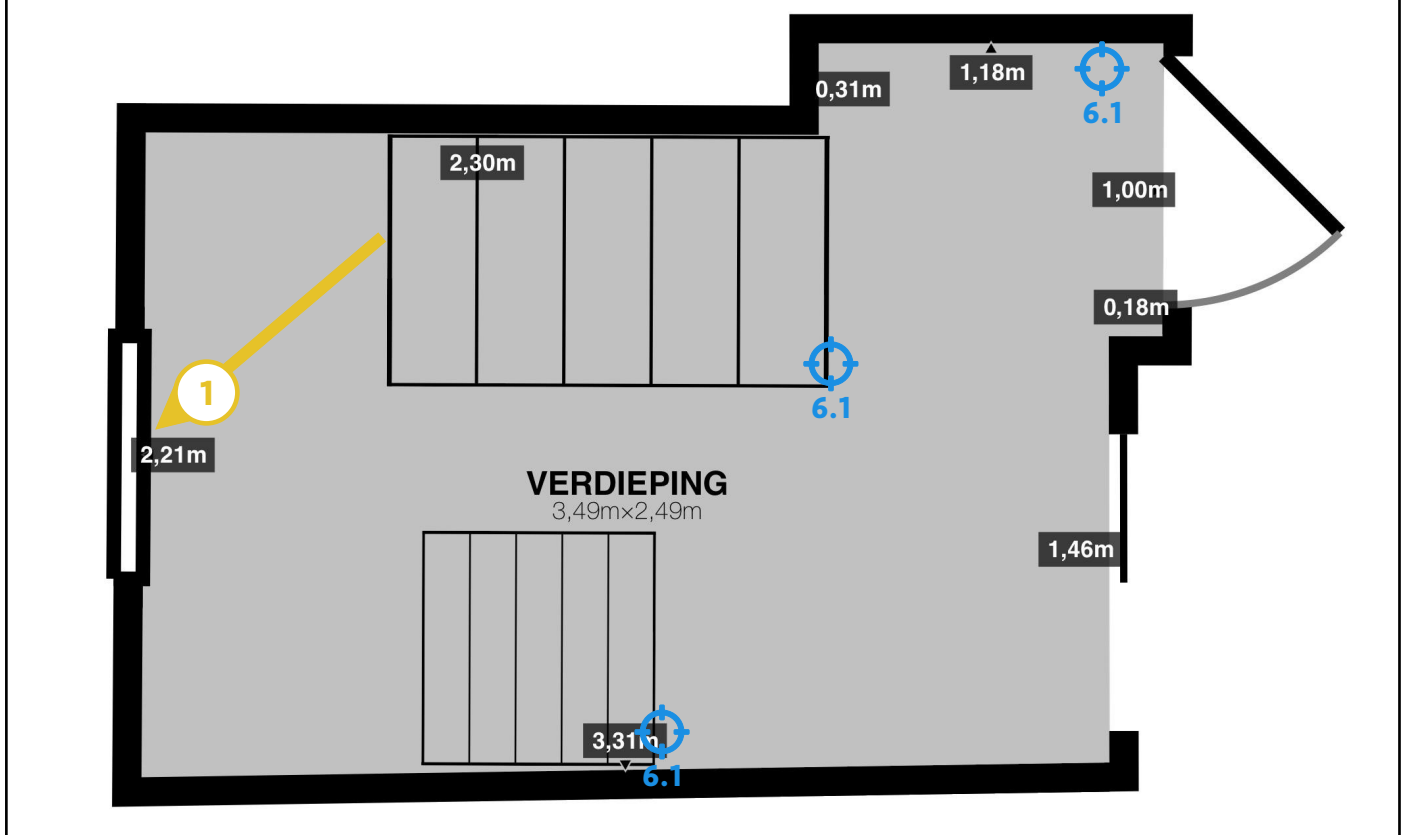 1,18m
0,31m
6.1
2,30m
1,00m
0,18m
1
6.1
2,21m
VERDIEPING
3,49m×2,49m
1,46m
3,31m
6.1